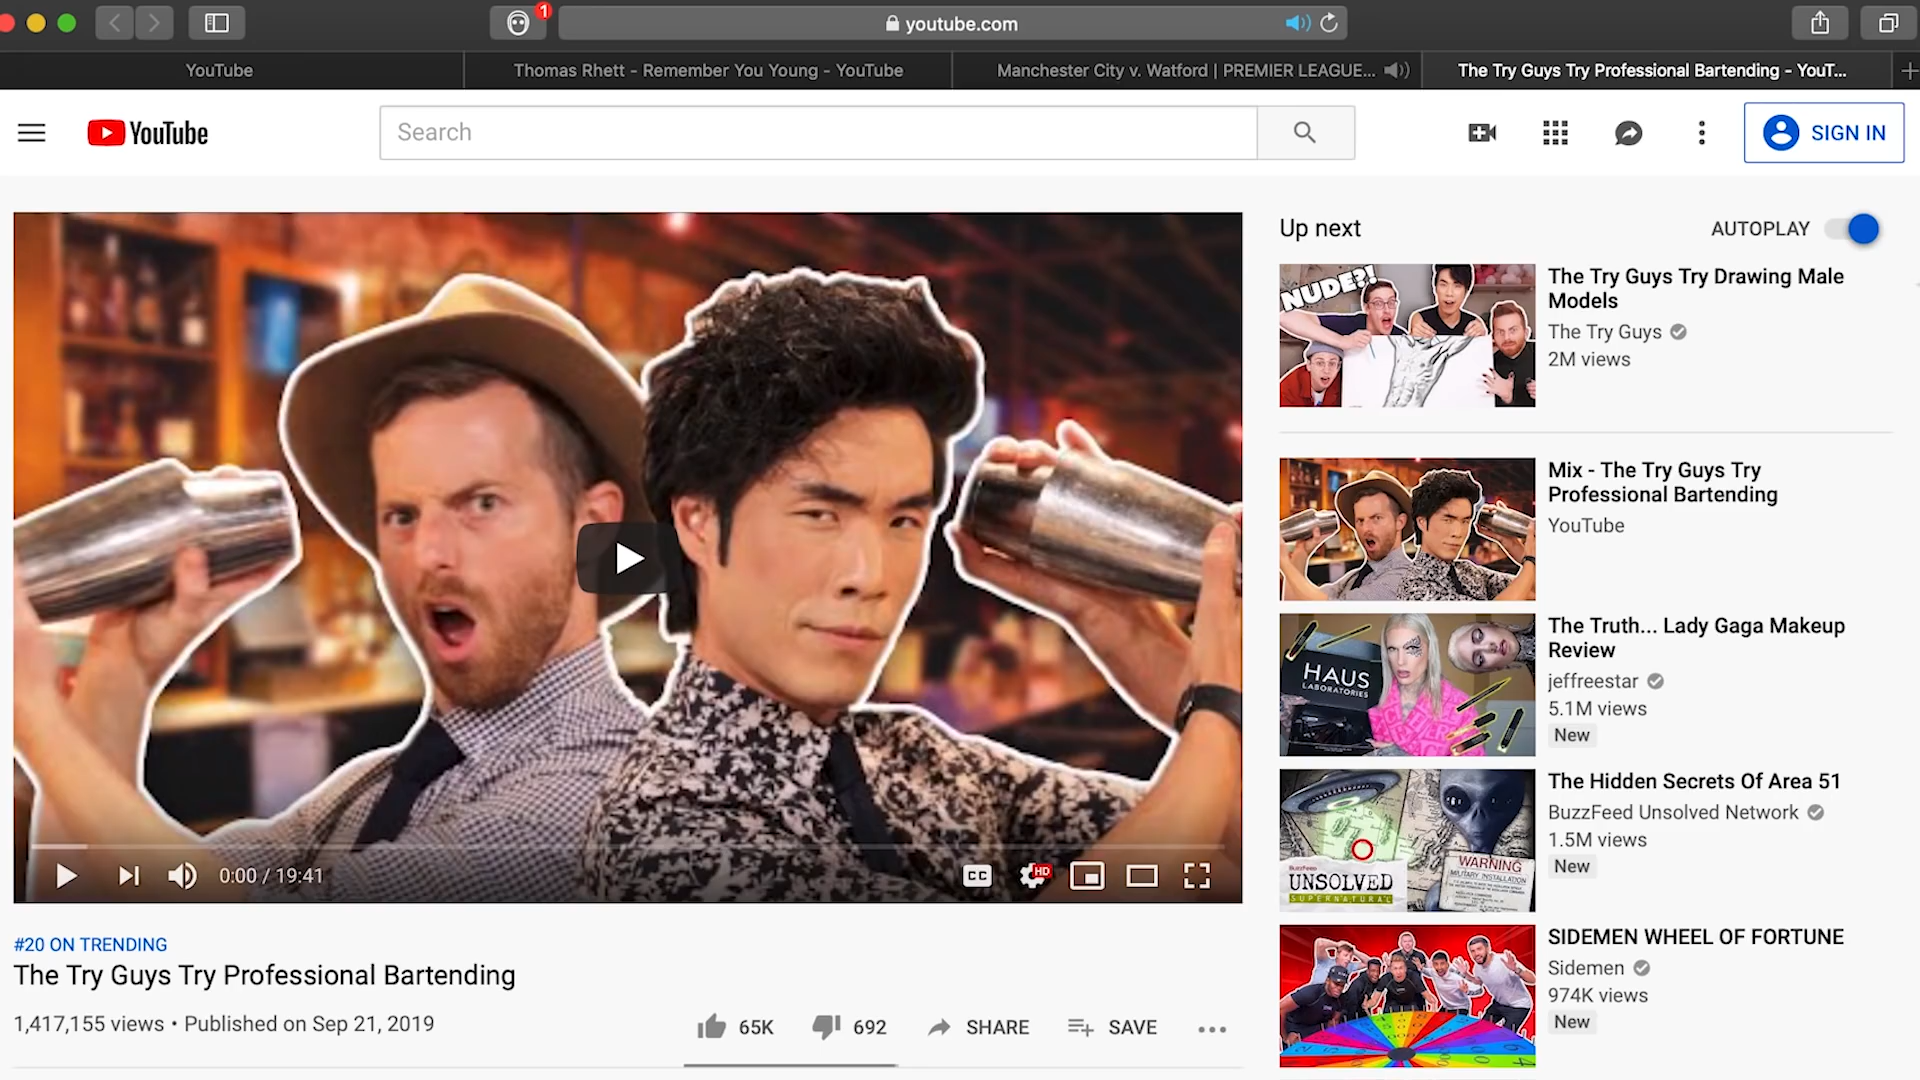 1
youtube.com
YouTube
Thomas Rhett - Remember You Young - YouTube
Manchester City v. Watford | PREMIER LEAGUE...
The Try Guys Try Professional Bartending - YouT...
YouTube
Search
SIGN IN
Up next
AUTOPLAY
NUDE?!
The Try Guys Try Drawing Male
Models
The Try Guys
2M views
Mix - The Try Guys Try
Professional Bartending
YouTube
HAUS
LABORATORIES
The Truth... Lady Gaga Makeup
Review
jeffreestar
5.1M views
New
BuzzFeed
UNSOLVED
SUPERNATURAL
WARNING
MILITARY INSTALLATION
The Hidden Secrets Of Area 51
BuzzFeed Unsolved Network
1.5M views
New
SIDEMEN WHEEL OF FORTUNE
Sidemen
974K views
New
0:00 / 19:41
CC
HD
#20 ON TRENDING
The Try Guys Try Professional Bartending
1,417,155 views • Published on Sep 21, 2019
65K
692
SHARE
SAVE